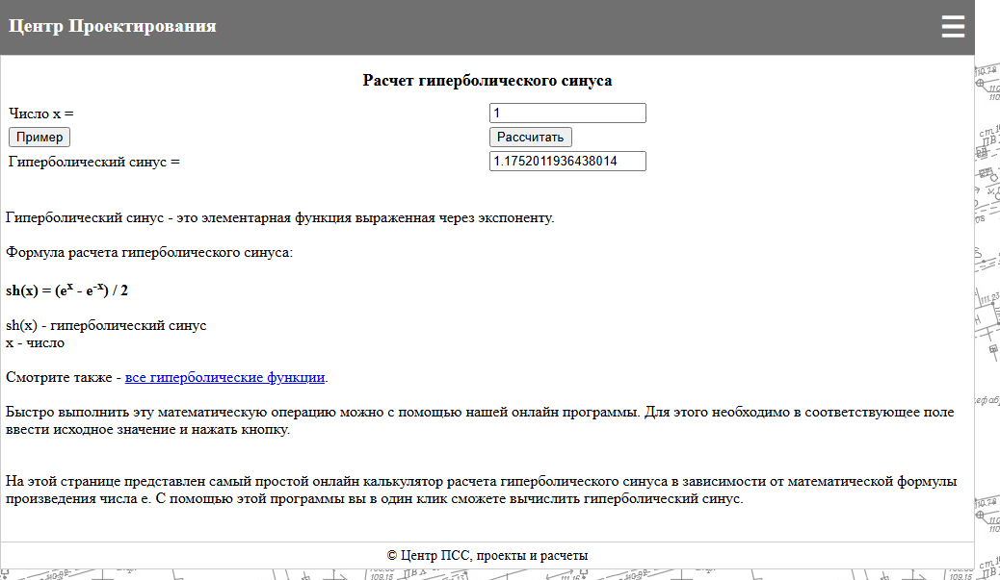 Центр Проектирования
Расчет гиперболического синуса
Число x =
1
Пример
Рассчитать
Гиперболический синус =
1.1752011936438014
Гиперболический синус - это элементарная функция выраженная через экспоненту.
Формула расчета гиперболического синуса:
sh(x) = (eˣ - e⁻ˣ) / 2
sh(x) - гиперболический синус
x - число
Смотрите также - все гиперболические функции.
Быстро выполнить эту математическую операцию можно с помощью нашей онлайн программы. Для этого необходимо в соответствующее поле
ввести исходное значение и нажать кнопку.
На этой странице представлен самый простой онлайн калькулятор расчета гиперболического синуса в зависимости от математической формулы
произведения числа е. С помощью этой программы вы в один клик сможете вычислить гиперболический синус.
© Центр ПСС, проекты и расчеты